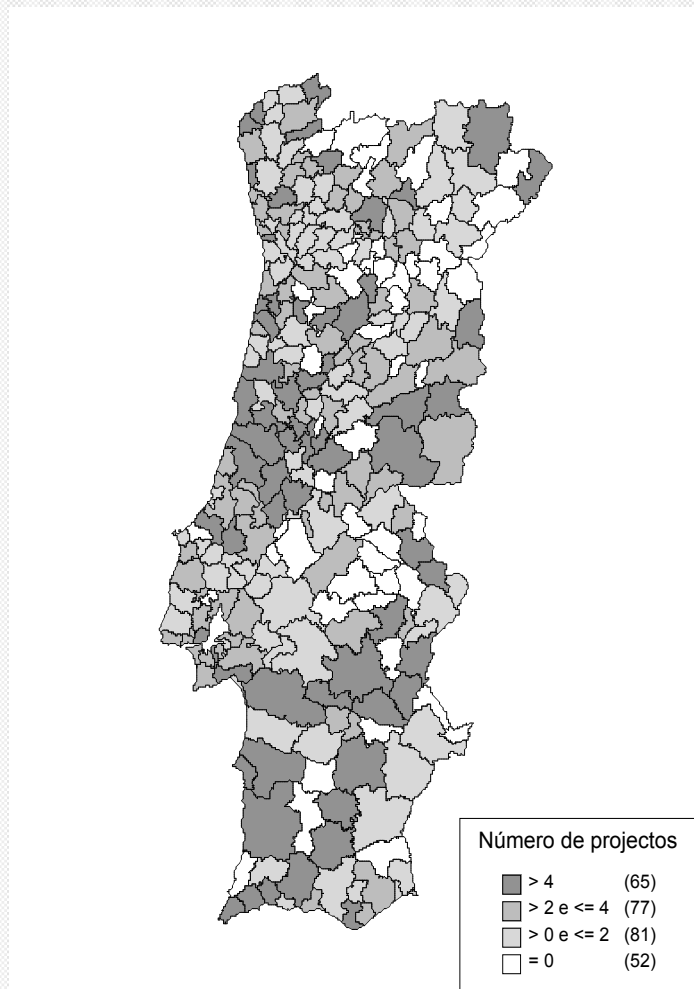 Número de projectos
> 4 (65)
> 2 e <= 4 (77)
> 0 e <= 2 (81)
= 0 (52)